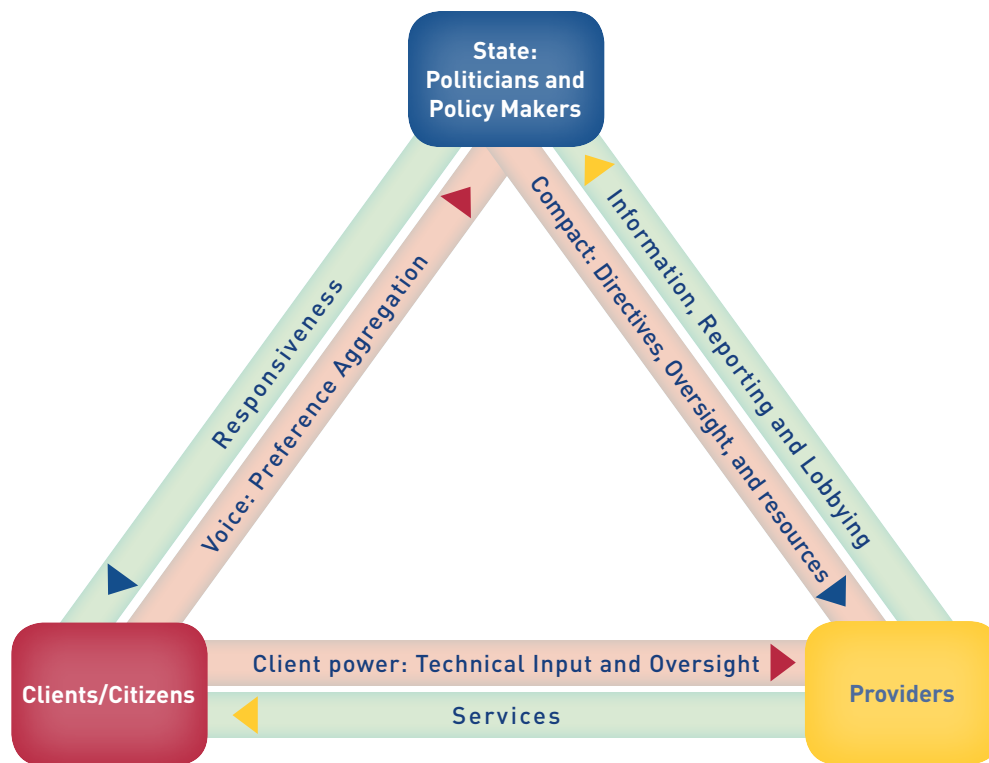 State:
Politicians and
Policy Makers
Responsiveness
Voice: Preference Aggregation
Compact: Directives, Oversight, and resources
Information, Reporting and Lobbying
Clients/Citizens
Client power: Technical Input and Oversight
Services
Providers